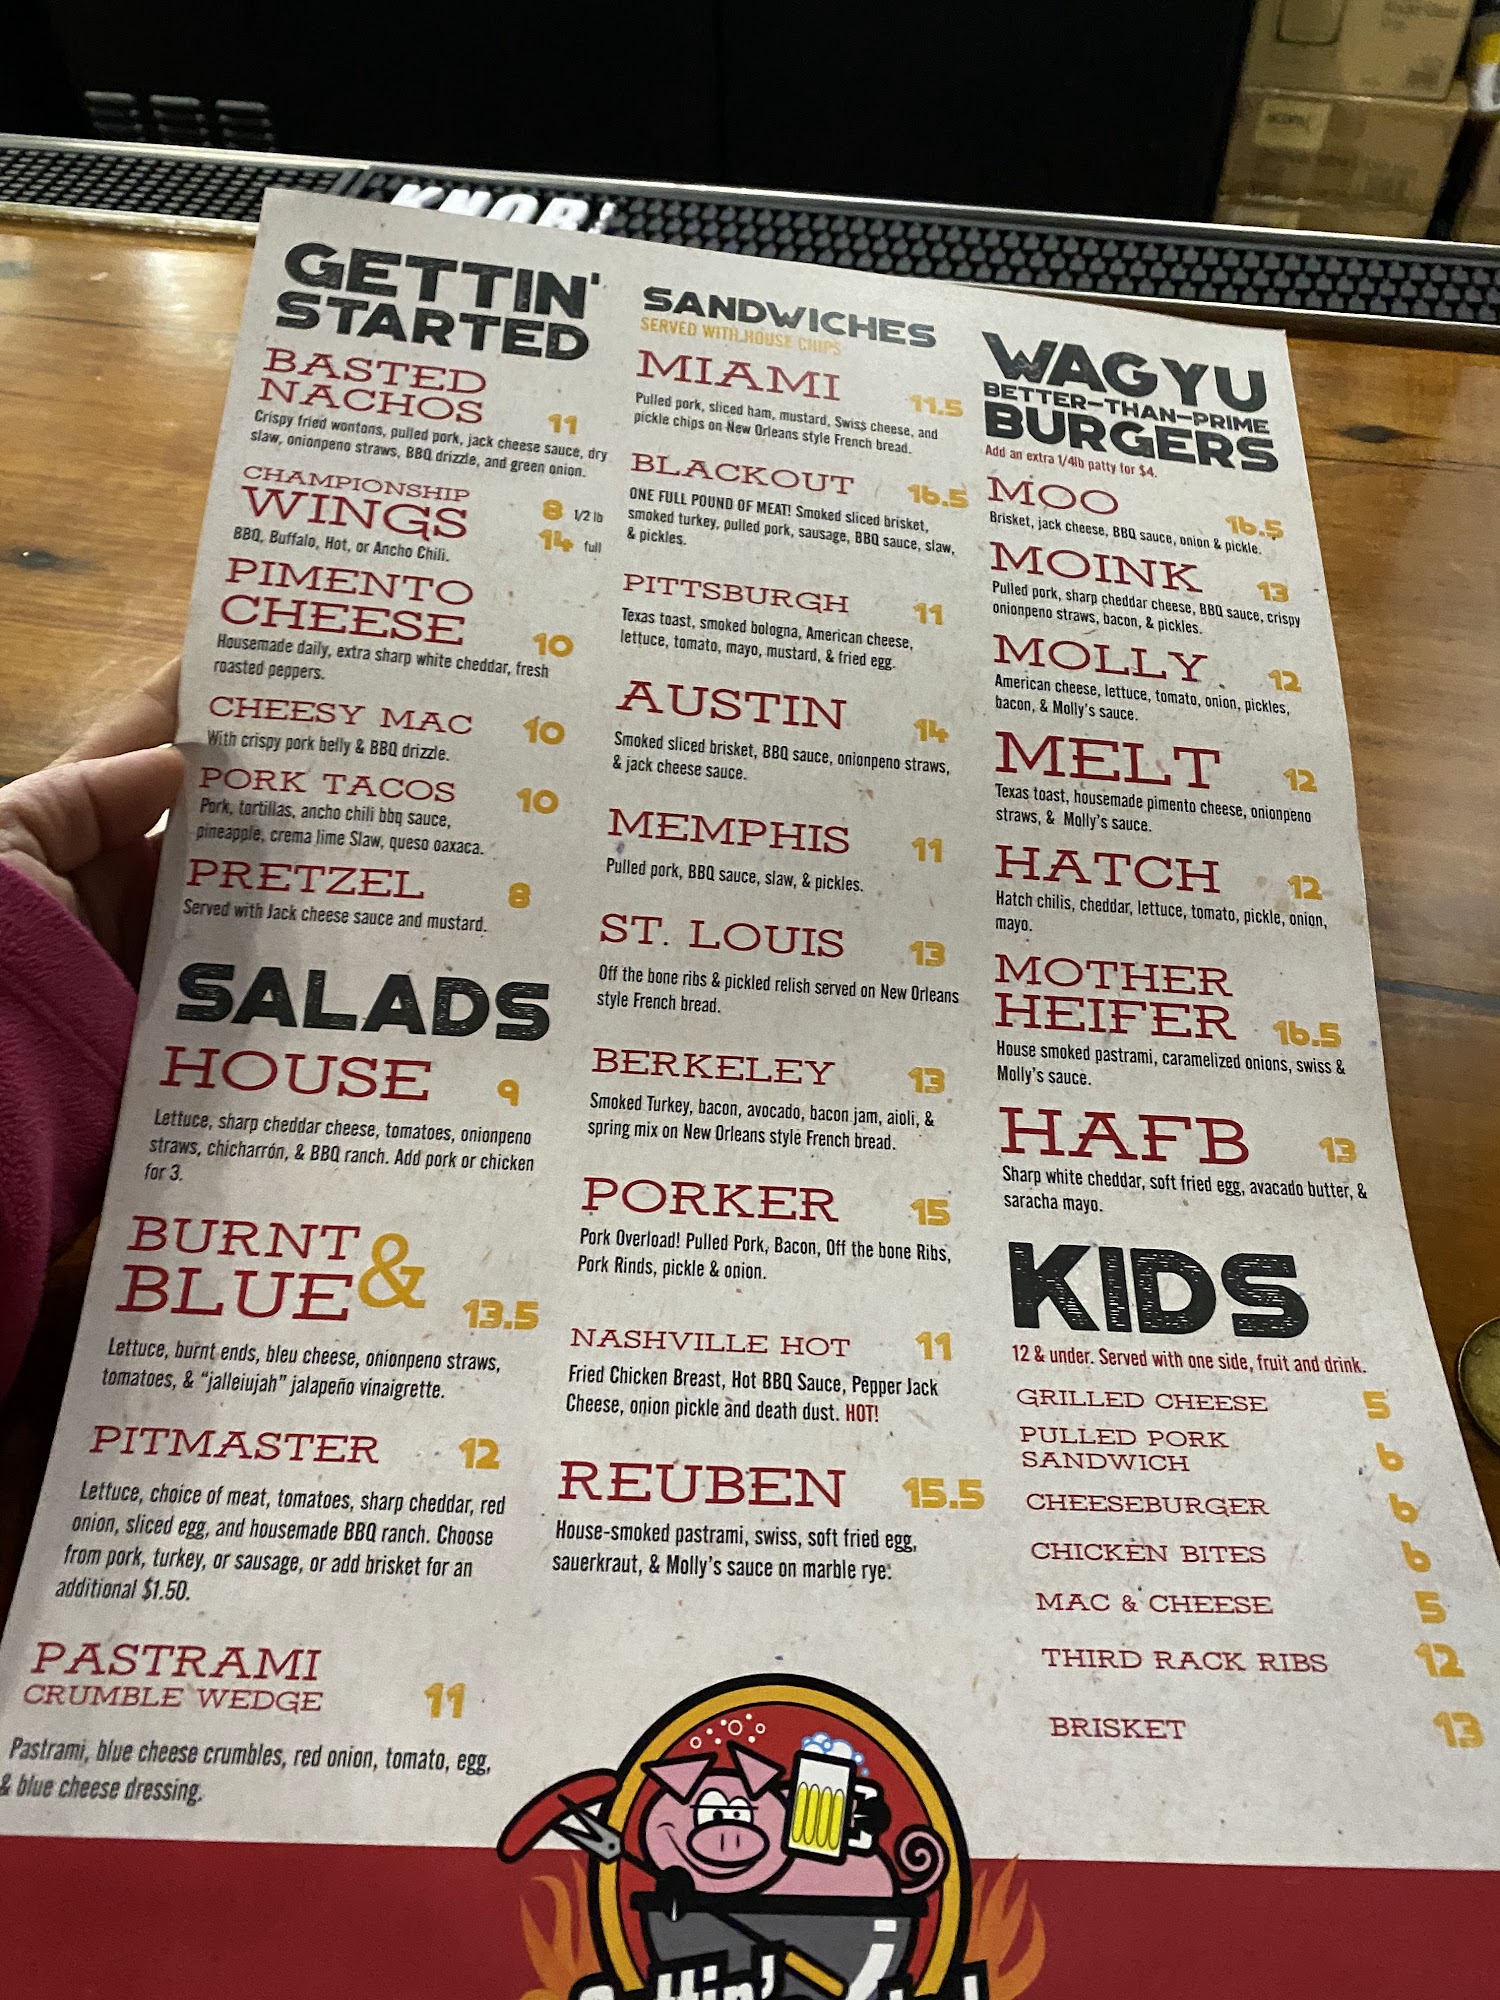 KNOB
GETTIN'
STARTED
BASTED
NACHOS 11
Crispy fried wontons, pulled pork, jack cheese sauce, dry
slaw, onionpeno straws, BBQ drizzle, and green onion.
CHAMPIONSHIP
WINGS 8 1/2 lb
14 full
BBQ, Buffalo, Hot, or Ancho Chili.
PIMENTO
CHEESE 10
Housemade daily, extra sharp white cheddar, fresh
roasted peppers.
CHEESY MAC 10
With crispy pork belly & BBQ drizzle.
PORK TACOS 10
Pork, tortillas, ancho chili bbq sauce,
pineapple, crema lime Slaw, queso oaxaca.
PRETZEL 8
Served with Jack cheese sauce and mustard.
SALADS
HOUSE 9
Lettuce, sharp cheddar cheese, tomatoes, onionpeno
straws, chicharrón, & BBQ ranch. Add pork or chicken
for 3.
BURNT &
BLUE 13.5
Lettuce, burnt ends, bleu cheese, onionpeno straws,
tomatoes, & “jalleiujah” jalapeño vinaigrette.
PITMASTER 12
Lettuce, choice of meat, tomatoes, sharp cheddar, red
onion, sliced egg, and housemade BBQ ranch. Choose
from pork, turkey, or sausage, or add brisket for an
additional $1.50.
PASTRAMI
CRUMBLE WEDGE 11
Pastrami, blue cheese crumbles, red onion, tomato, egg,
& blue cheese dressing.
SANDWICHES
SERVED WITH HOUSE CHIPS
MIAMI 11.5
Pulled pork, sliced ham, mustard, Swiss cheese, and
pickle chips on New Orleans style French bread.
BLACKOUT 16.5
ONE FULL POUND OF MEAT! Smoked sliced brisket,
smoked turkey, pulled pork, sausage, BBQ sauce, slaw,
& pickles.
PITTSBURGH 11
Texas toast, smoked bologna, American cheese,
lettuce, tomato, mayo, mustard, & fried egg.
AUSTIN 14
Smoked sliced brisket, BBQ sauce, onionpeno straws,
& jack cheese sauce.
MEMPHIS 11
Pulled pork, BBQ sauce, slaw, & pickles.
ST. LOUIS 13
Off the bone ribs & pickled relish served on New Orleans
style French bread.
BERKELEY 13
Smoked Turkey, bacon, avocado, bacon jam, aioli, &
spring mix on New Orleans style French bread.
PORKER 15
Pork Overload! Pulled Pork, Bacon, Off the bone Ribs,
Pork Rinds, pickle & onion.
NASHVILLE HOT 11
Fried Chicken Breast, Hot BBQ Sauce, Pepper Jack
Cheese, onion pickle and death dust. HOT!
REUBEN 15.5
House-smoked pastrami, swiss, soft fried egg,
sauerkraut, & Molly's sauce on marble rye.
WAGYU
BETTER-THAN-PRIME
BURGERS
Add an extra 1/4lb patty for $4.
MOO 16.5
Brisket, jack cheese, BBQ sauce, onion & pickle.
MOINK 13
Pulled pork, sharp cheddar cheese, BBQ sauce, crispy
onionpeno straws, bacon, & pickles.
MOLLY 12
American cheese, lettuce, tomato, onion, pickles,
bacon, & Molly's sauce.
MELT 12
Texas toast, housemade pimento cheese, onionpeno
straws, & Molly's sauce.
HATCH 12
Hatch chilis, cheddar, lettuce, tomato, pickle, onion,
mayo.
MOTHER
HEIFER 16.5
House smoked pastrami, caramelized onions, swiss &
Molly's sauce.
HAFB 13
Sharp white cheddar, soft fried egg, avacado butter, &
saracha mayo.
KIDS
12 & under. Served with one side, fruit and drink.
GRILLED CHEESE 5
PULLED PORK
SANDWICH 6
CHEESEBURGER 6
CHICKEN BITES 6
MAC & CHEESE 5
THIRD RACK RIBS 12
BRISKET 13